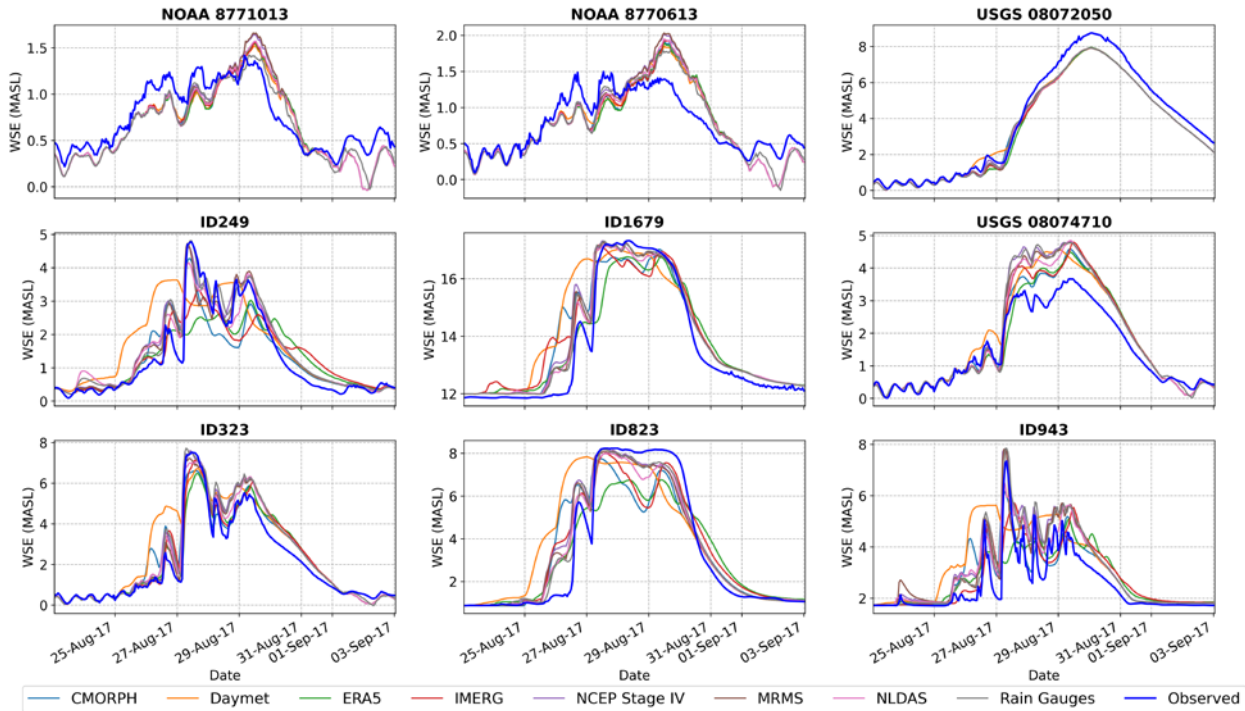 NOAA 8771013 NOAA 8770613 USGS 08072050
WSE (MASL) WSE (MASL) WSE (MASL)
1.5 1.0 0.5 0.0
2.0 1.5 1.0 0.5 0.0
8 6 4 2 0
ID249 ID1679 USGS 08074710
WSE (MASL) WSE (MASL) WSE (MASL)
5 4 3 2 1 0
16 14 12
5 4 3 2 1 0
ID323 ID823 ID943
WSE (MASL) WSE (MASL) WSE (MASL)
8 6 4 2 0
8 6 4 2
8 6 4 2
25-Aug-17 27-Aug-17 29-Aug-17 31-Aug-17 01-Sep-17 03-Sep-17
25-Aug-17 27-Aug-17 29-Aug-17 31-Aug-17 01-Sep-17 03-Sep-17
25-Aug-17 27-Aug-17 29-Aug-17 31-Aug-17 01-Sep-17 03-Sep-17
Date Date Date
CMORPH Daymet ERA5 IMERG NCEP Stage IV MRMS NLDAS Rain Gauges Observed